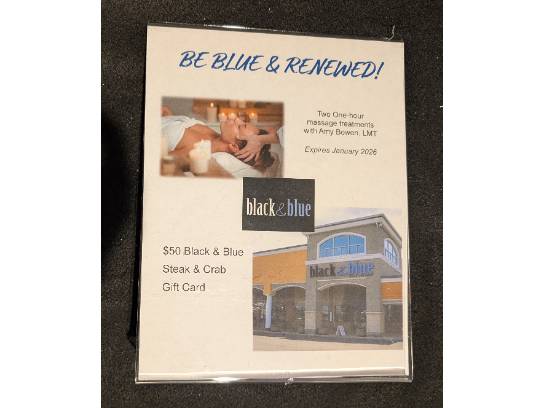 BE BLUE & RENEWED!
Two One-hour
massage treatments
with Amy Bowen, LMT
Expires January 2026
black&blue
$50 Black & Blue
Steak & Crab
Gift Card
black&blue